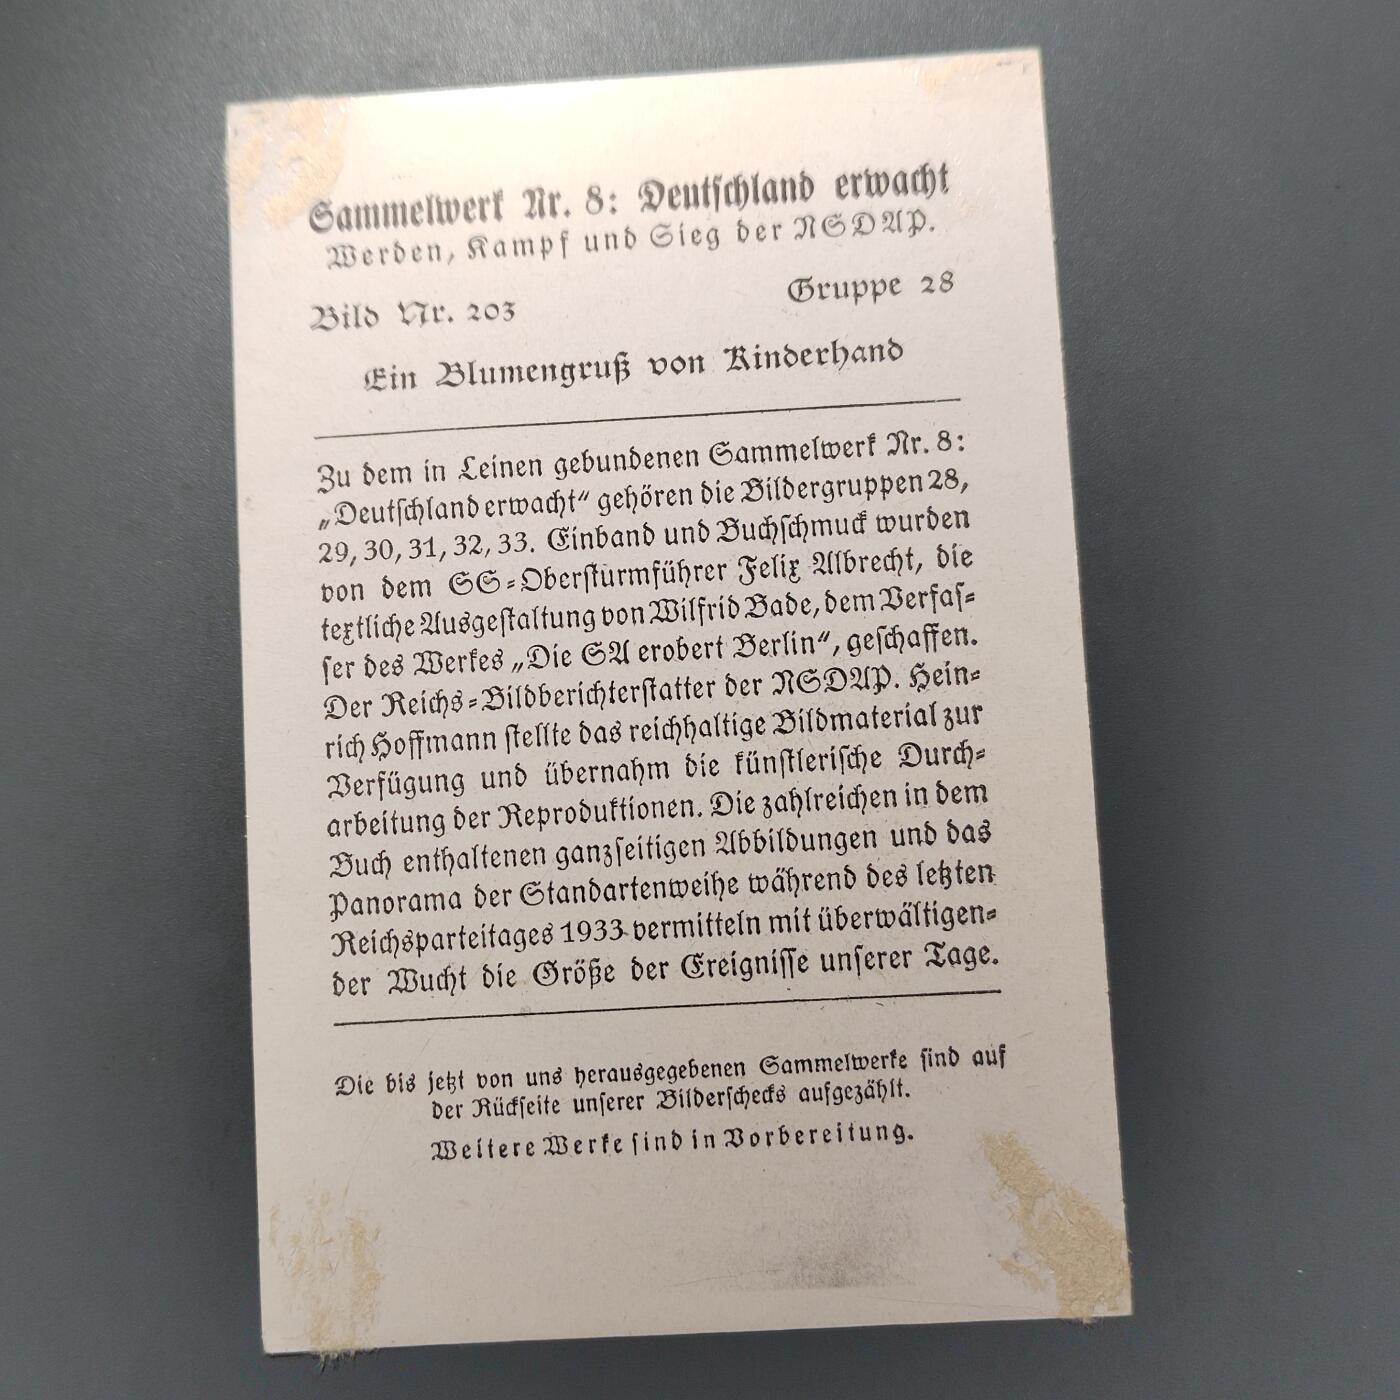 Sammelwerk Nr. 8: Deutschland erwacht
Werden, Kampf und Sieg der NSDAP.
Bild Nr. 203
Gruppe 28
Ein Blumengruß von Kinderhand
Zu dem in Leinen gebundenen Sammelwerk Nr. 8:
„Deutschland erwacht“ gehören die Bildergruppen 28,
29, 30, 31, 32, 33. Einband und Buchschmuck wurden
von dem SS-Obersturmführer Felix Albrecht, die
textliche Ausgestaltung von Wilfrid Bade, dem Verfas-
ser des Werkes „Die SA erobert Berlin“, geschaffen.
Der Reichs-Bildberichterstatter der NSDAP. Hein-
rich Hoffmann stellte das reichhaltige Bildmaterial zur
Verfügung und übernahm die künstlerische Durch-
arbeitung der Reproduktionen. Die zahlreichen in dem
Buch enthaltenen ganzseitigen Abbildungen und das
Panorama der Standartenweihe während des letzten
Reichsparteitages 1933 vermitteln mit überwältigen-
der Wucht die Größe der Ereignisse unserer Tage.
Die bis jetzt von uns herausgegebenen Sammelwerke sind auf
der Rückseite unserer Bilderschecks aufgezählt.
Weitere Werke sind in Vorbereitung.